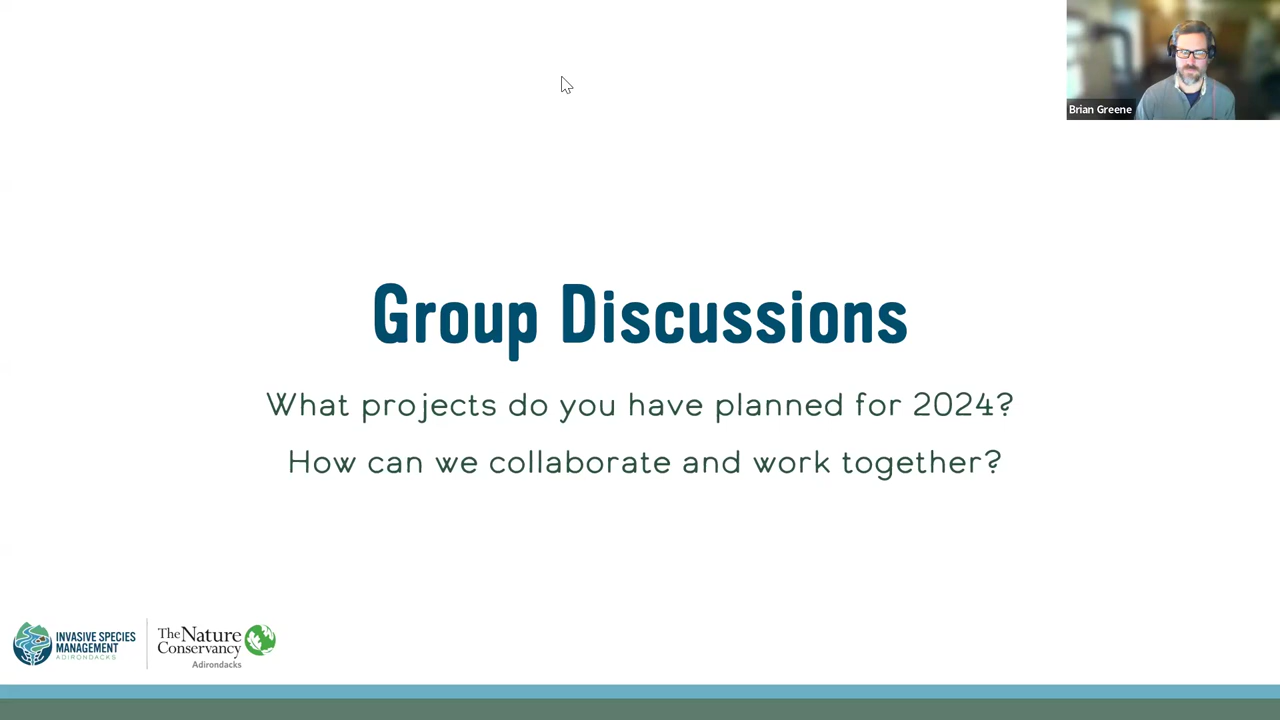 Brian Greene
Group Discussions
What projects do you have planned for 2024?
How can we collaborate and work together?
INVASIVE SPECIES
MANAGEMENT
ADIRONDACKS
The Nature
Conservancy
Adirondacks